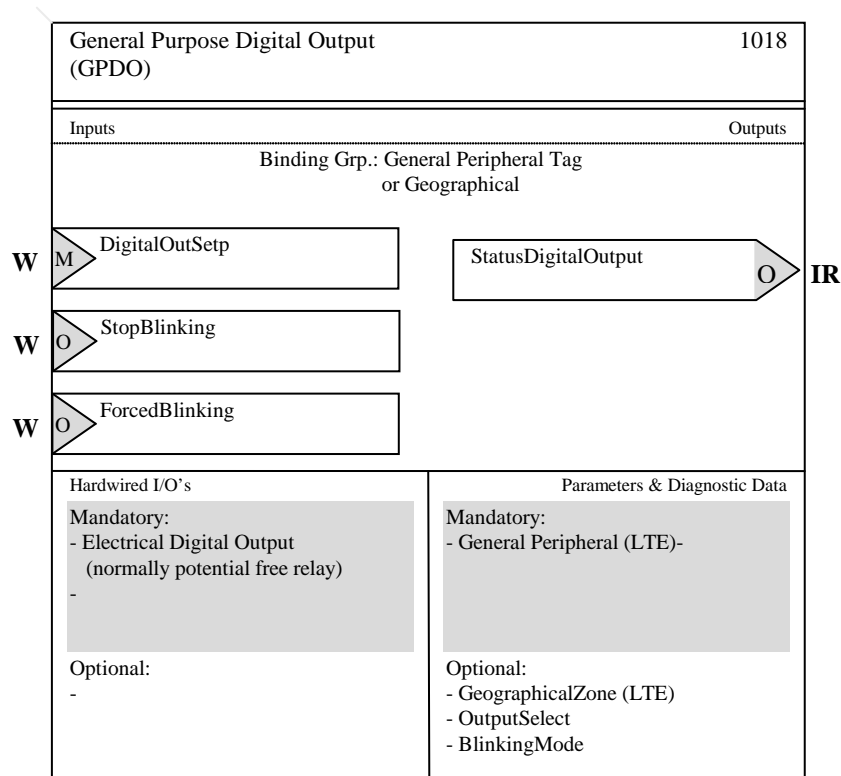 General Purpose Digital Output 1018
(GPDO)
Inputs Outputs
Binding Grp.: General Peripheral Tag
or Geographical
W M DigitalOutSetp
StatusDigitalOutput O IR
W O StopBlinking
W O ForcedBlinking
Hardwired I/O's
Mandatory:
- Electrical Digital Output
(normally potential free relay)
-
Optional:
-
Parameters & Diagnostic Data
Mandatory:
- General Peripheral (LTE)-
Optional:
- GeographicalZone (LTE)
- OutputSelect
- BlinkingMode